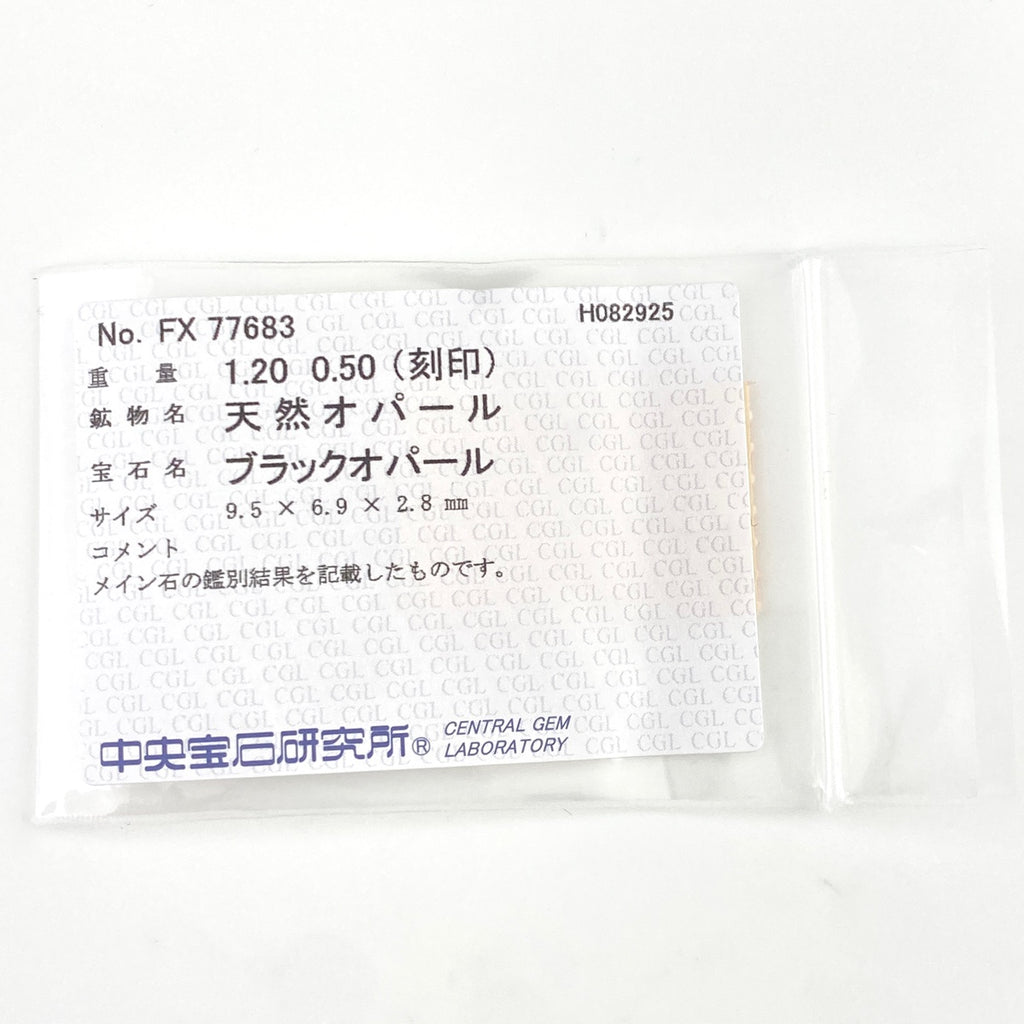 No. FX 77683 H082925
重量 1.20 0.50 (刻印)
鉱物名 天然オパール
宝石名 ブラックオパール
サイズ 9.5 × 6.9 × 2.8 mm
コメント
メイン石の鑑別結果を記載したものです。
中央宝石研究所® CENTRAL GEM
LABORATORY